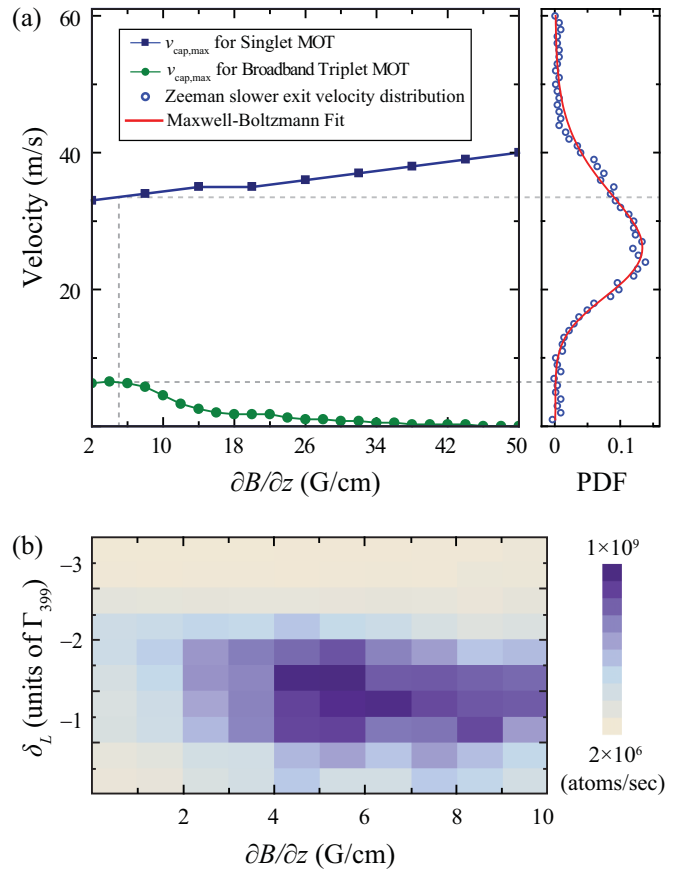 (a)
v_cap,max for Singlet MOT
v_cap,max for Broadband Triplet MOT
Zeeman slower exit velocity distribution
Maxwell-Boltzmann Fit
Velocity (m/s)
60
40
20
2 10 18 26 34 42 50
∂B/∂z (G/cm)
0 0.1
PDF
(b)
−3
−2
−1
δ_L (units of Γ_399)
2 4 6 8 10
∂B/∂z (G/cm)
1×10^9
2×10^6
(atoms/sec)